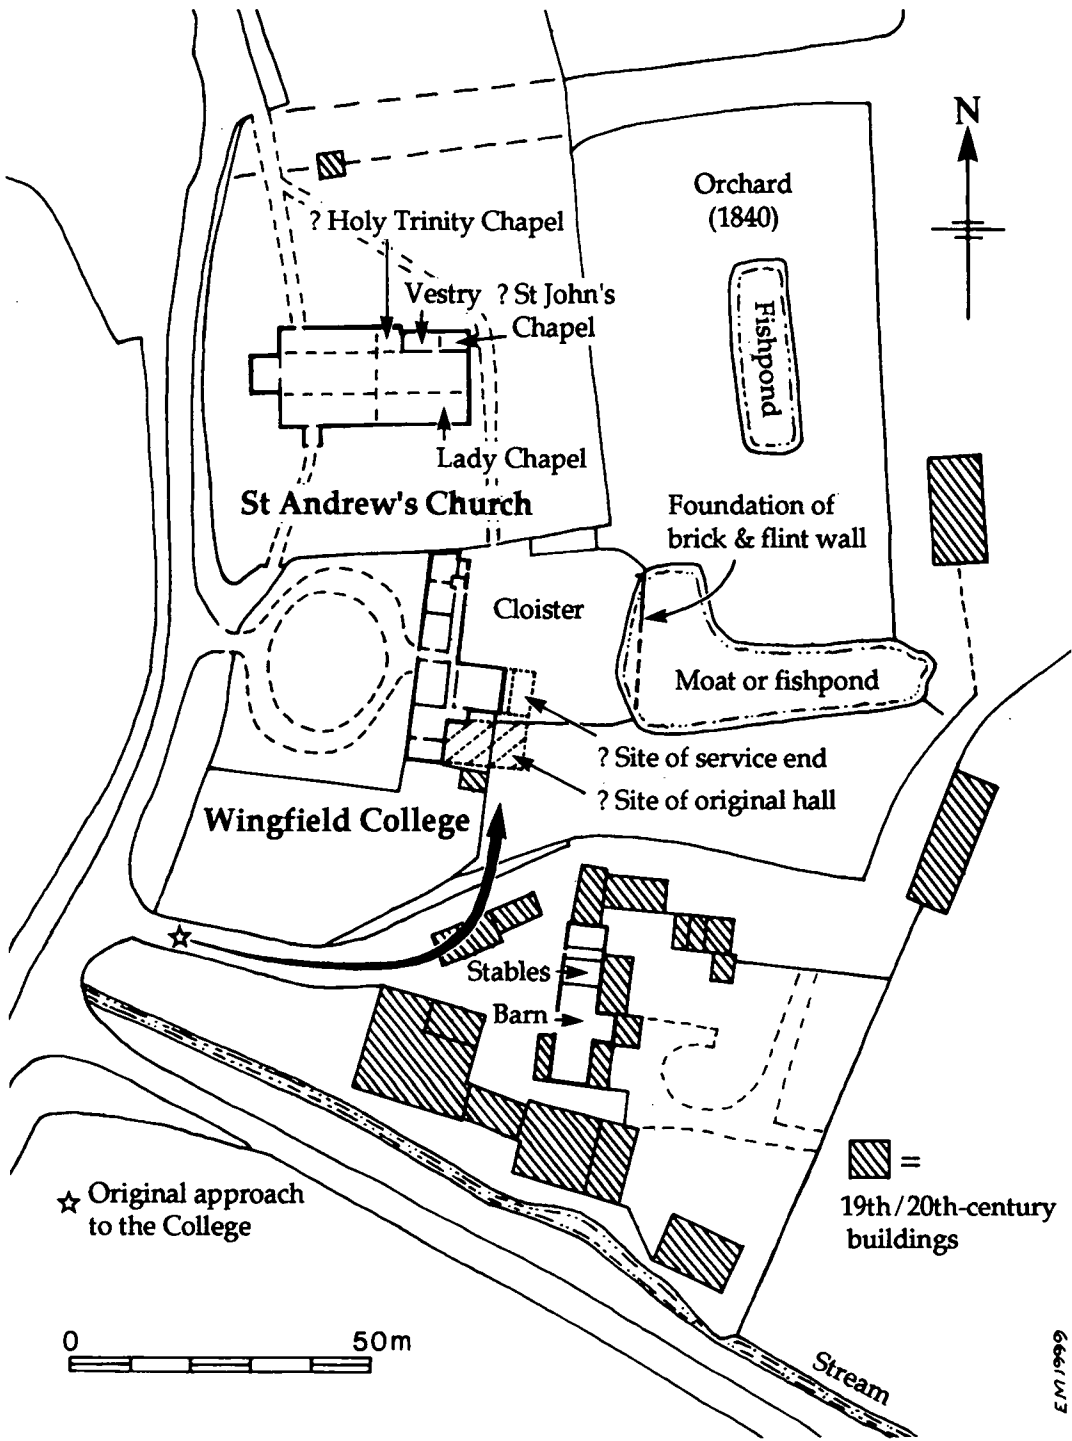 N
Orchard
(1840)
? Holy Trinity Chapel
Vestry
? St John's
Chapel
Fishpond
Lady Chapel
St Andrew's Church
Foundation of
brick & flint wall
Cloister
Moat or fishpond
? Site of service end
? Site of original hall
Wingfield College
Stables
Barn
Original approach
to the College
=
19th/20th-century
buildings
0 50m
Stream
EM1999